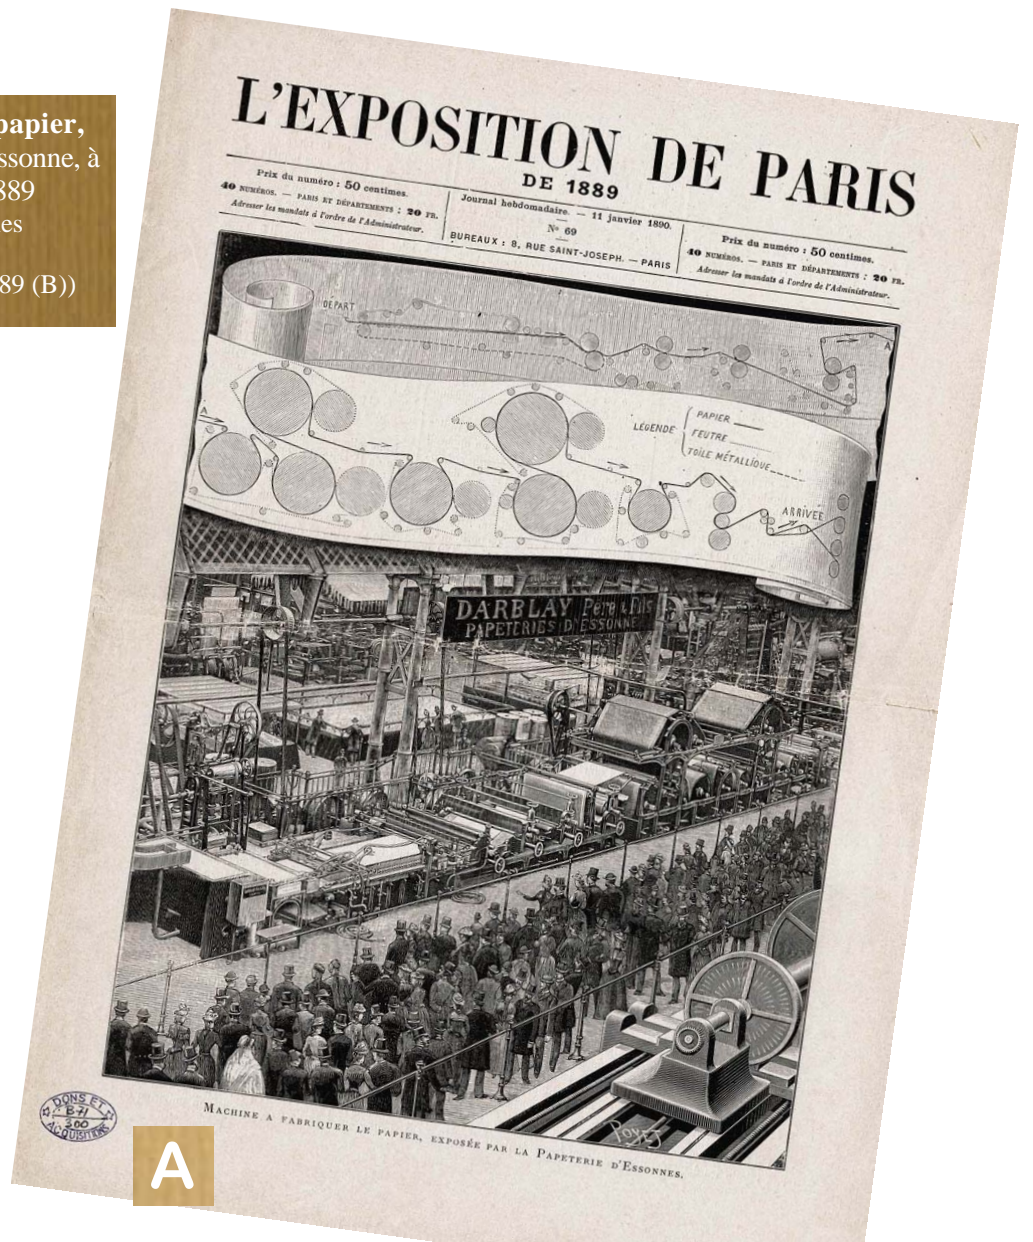 papier,
ssonne, à
889
es
89 (B))
L'EXPOSITION DE PARIS
DE 1889
Prix du numéro : 50 centimes.
40 NUMÉROS. — PARIS ET DÉPARTEMENTS : 20 FR.
Adresser les mandats à l'ordre de l'Administrateur.
Journal hebdomadaire. — 11 janvier 1890.
N° 69
BUREAUX : 8, RUE SAINT-JOSEPH. — PARIS
Prix du numéro : 50 centimes.
40 NUMÉROS. — PARIS ET DÉPARTEMENTS : 20 FR.
Adresser les mandats à l'ordre de l'Administrateur.
DÉPART
A
A
LÉGENDE
PAPIER
FEUTRE
TOILE MÉTALLIQUE
ARRIVÉE
DARBLAY Père & Fils
PAPETERIES D'ESSONNE
POYET
MACHINE A FABRIQUER LE PAPIER, EXPOSÉE PAR LA PAPETERIE D'ESSONNES.
DONS ET
B-71
300
ACQUISITIONS
A